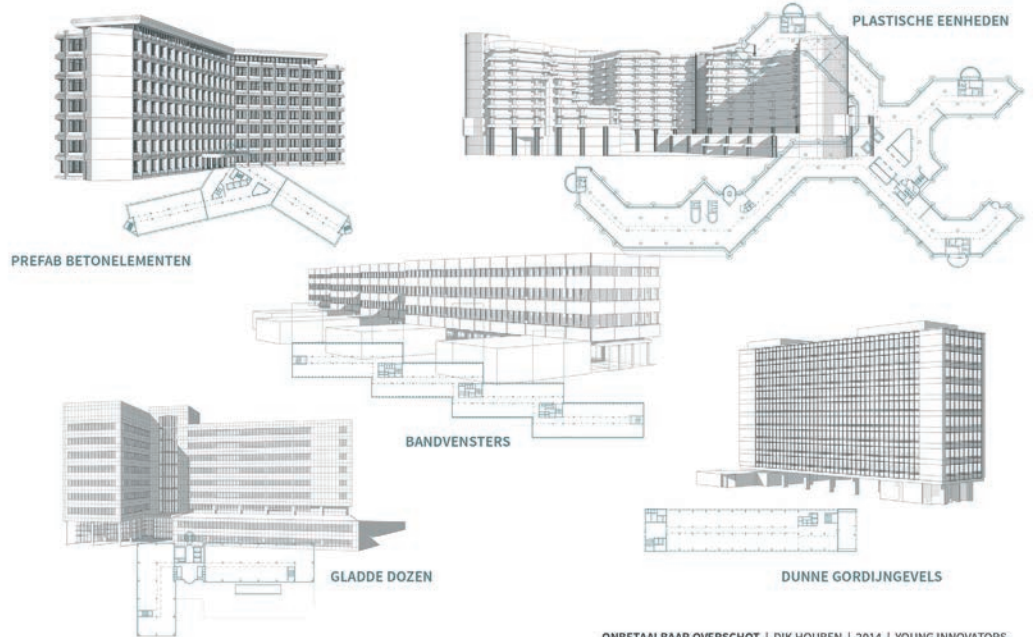 PLASTISCHE EENHEDEN
PREFAB BETONELEMENTEN
BANDVENSTERS
GLADDE DOZEN
DUNNE GORDIJNGEVELS
ONBETAALBAAR OVERSCHOT | DIK HOUBEN | 2014 | YOUNG INNOVATORS